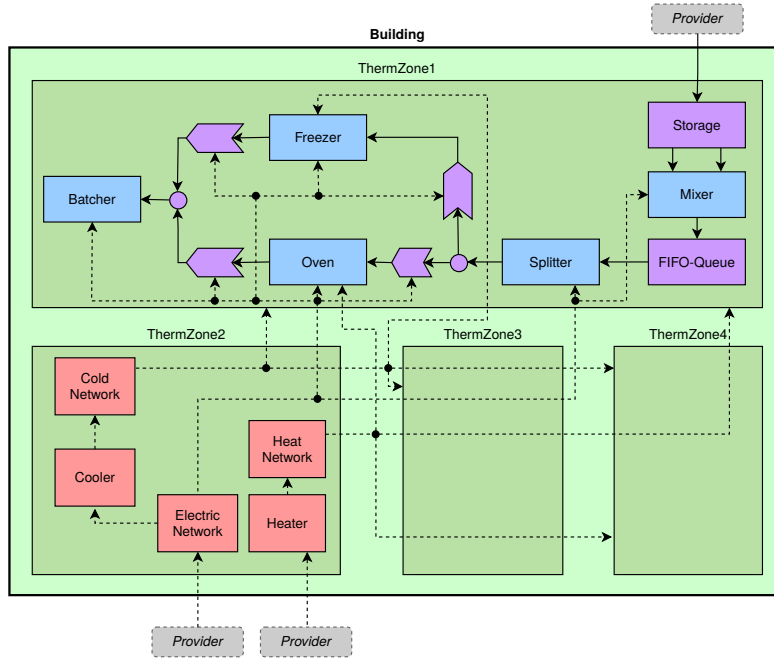 Provider
Building
ThermZone1
Freezer
Storage
Batcher
Mixer
Oven
Splitter
FIFO-Queue
ThermZone2
ThermZone3
ThermZone4
Cold
Network
Heat
Network
Cooler
Electric
Network
Heater
Provider
Provider